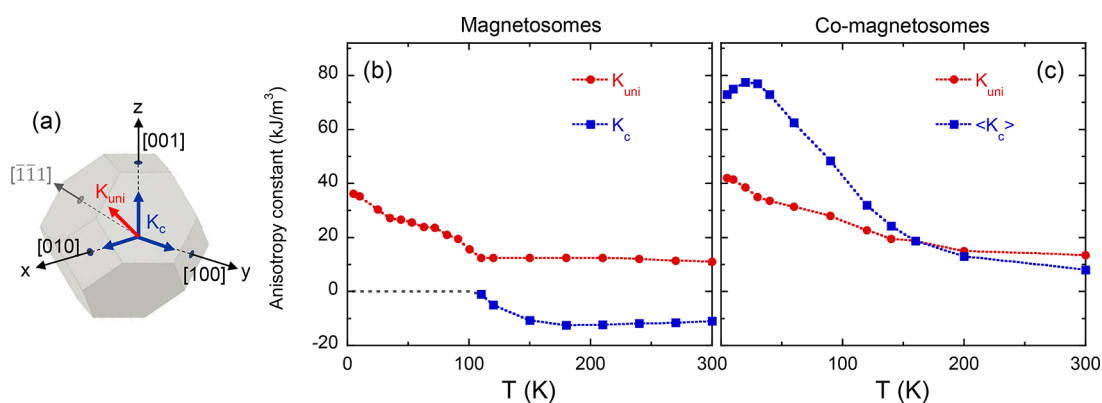 Magnetosomes
Co-magnetosomes
(a)
z
[001]
[1̅1̅1]
K_uni
K_c
[010]
[100]
x
y
Anisotropy constant (kJ/m³)
80
60
40
20
0
-20
(b)
K_uni
K_c
0
100
200
300
T (K)
(c)
K_uni
<K_c>
100
200
300
T (K)